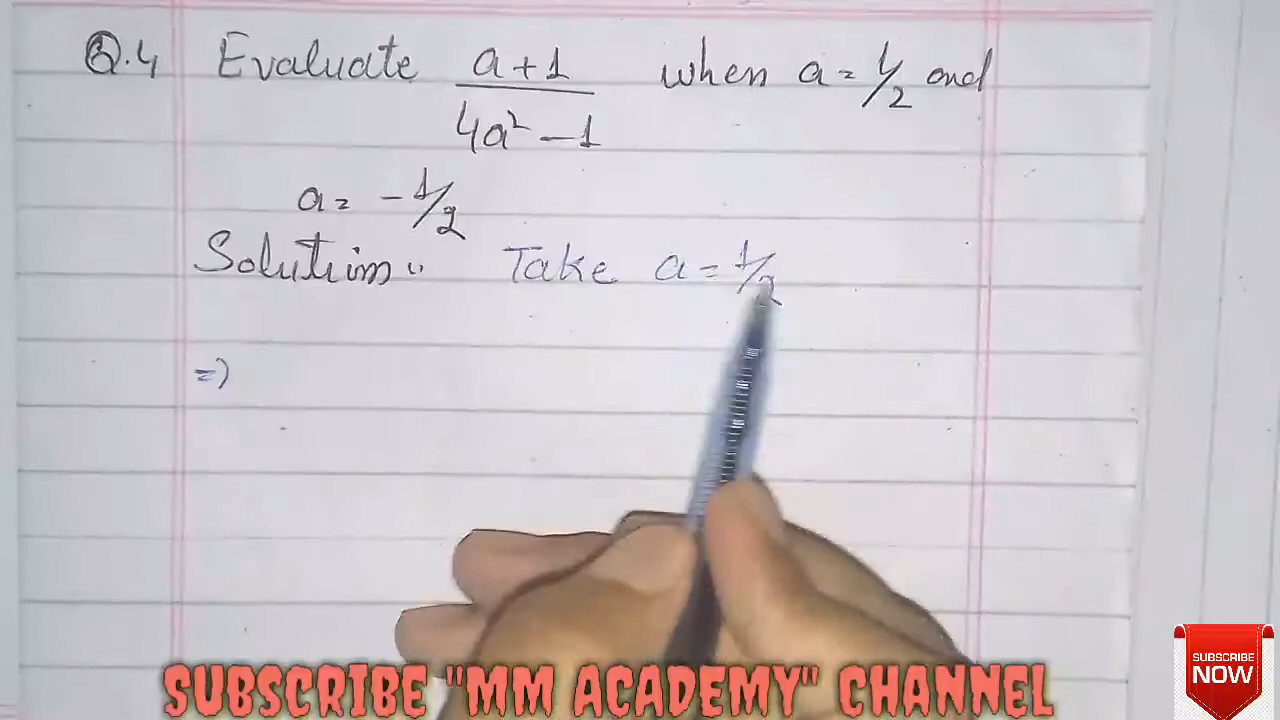 Q.4 Evaluate (a+1)/(4a²-1) when a=1/2 and
a= -1/2
Solution:: Take a=1/2
=)
SUBSCRIBE "MM ACADEMY" CHANNEL
SUBSCRIBE
NOW